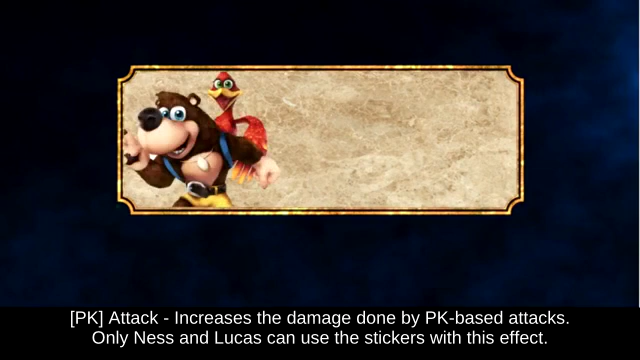 [PK] Attack - Increases the damage done by PK-based attacks.
Only Ness and Lucas can use the stickers with this effect.